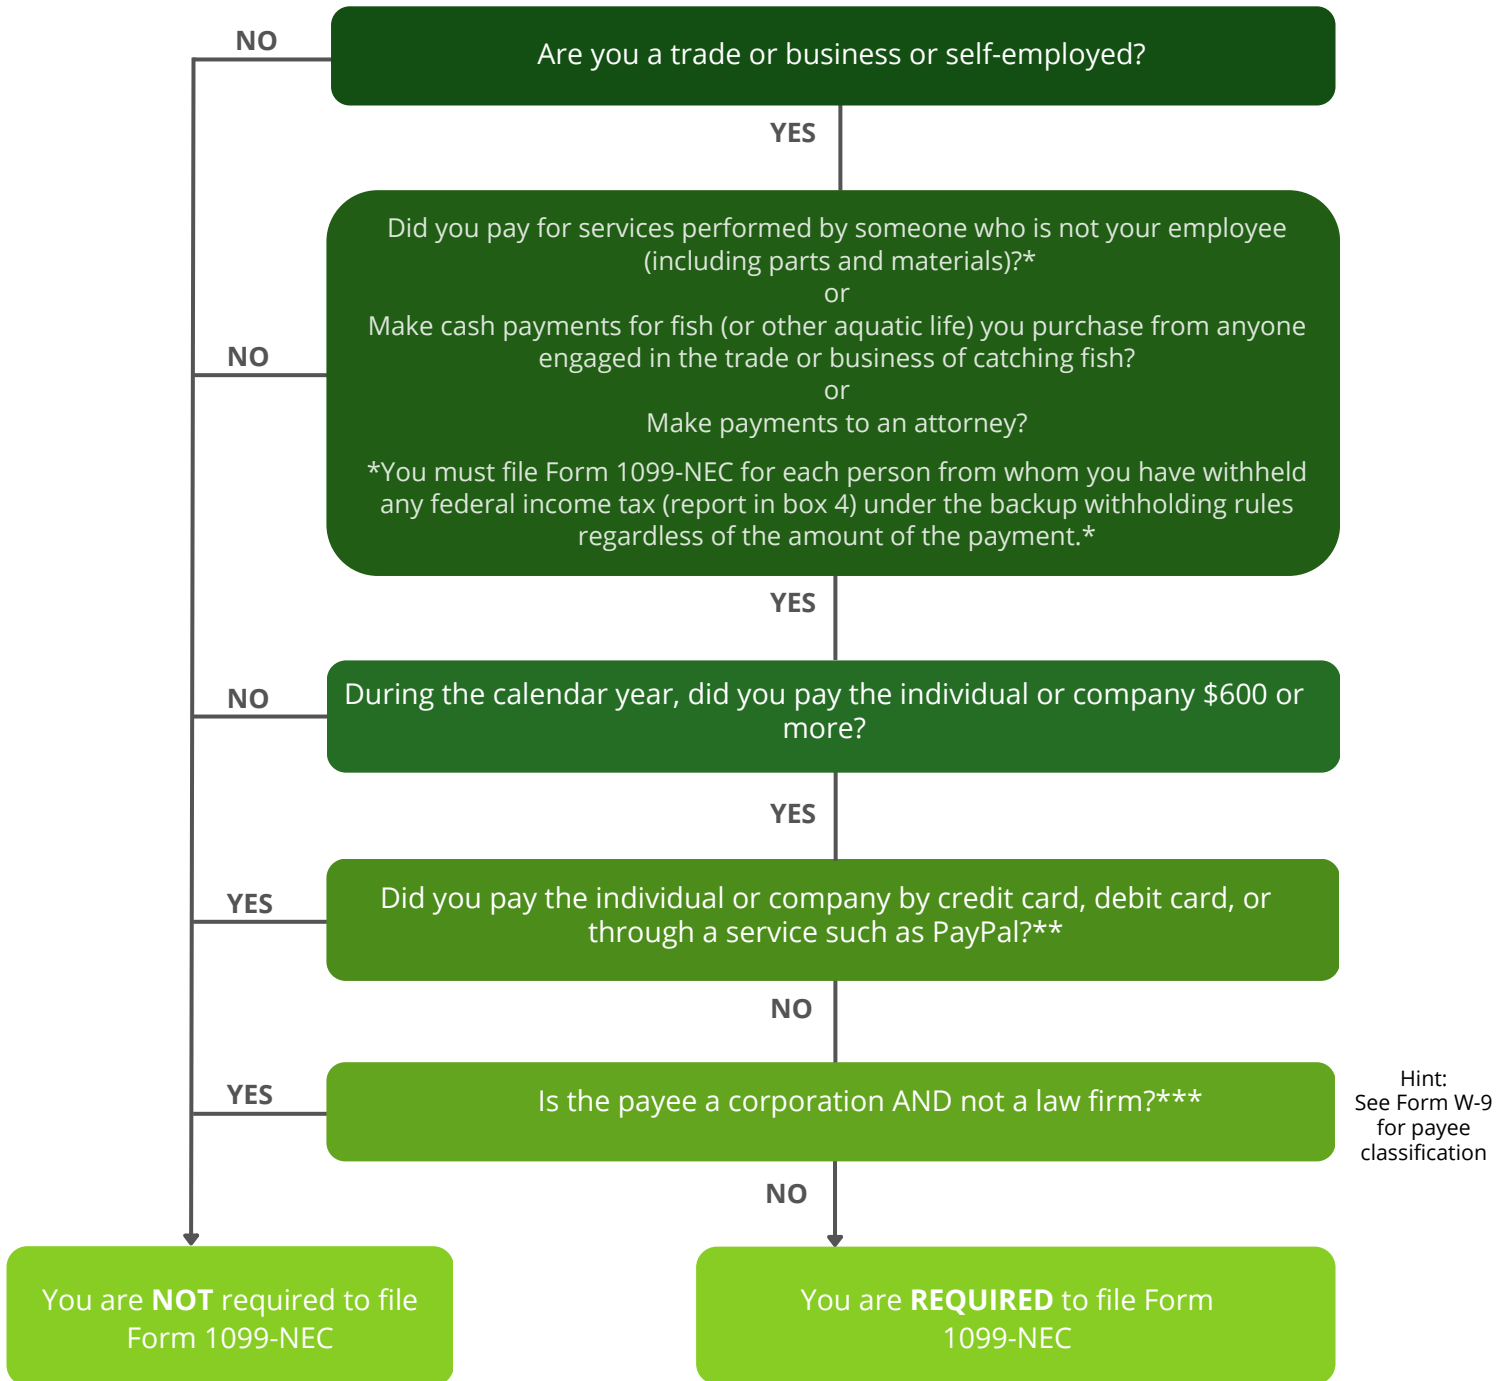 NO
Are you a trade or business or self-employed?
YES
Did you pay for services performed by someone who is not your employee
(including parts and materials)?*
or
Make cash payments for fish (or other aquatic life) you purchase from anyone
engaged in the trade or business of catching fish?
or
Make payments to an attorney?
*You must file Form 1099-NEC for each person from whom you have withheld
any federal income tax (report in box 4) under the backup withholding rules
regardless of the amount of the payment.*
NO
YES
During the calendar year, did you pay the individual or company $600 or
more?
NO
YES
Did you pay the individual or company by credit card, debit card, or
through a service such as PayPal?**
YES
NO
Is the payee a corporation AND not a law firm?***
YES
Hint:
See Form W-9
for payee
classification
NO
You are NOT required to file
Form 1099-NEC
You are REQUIRED to file Form
1099-NEC